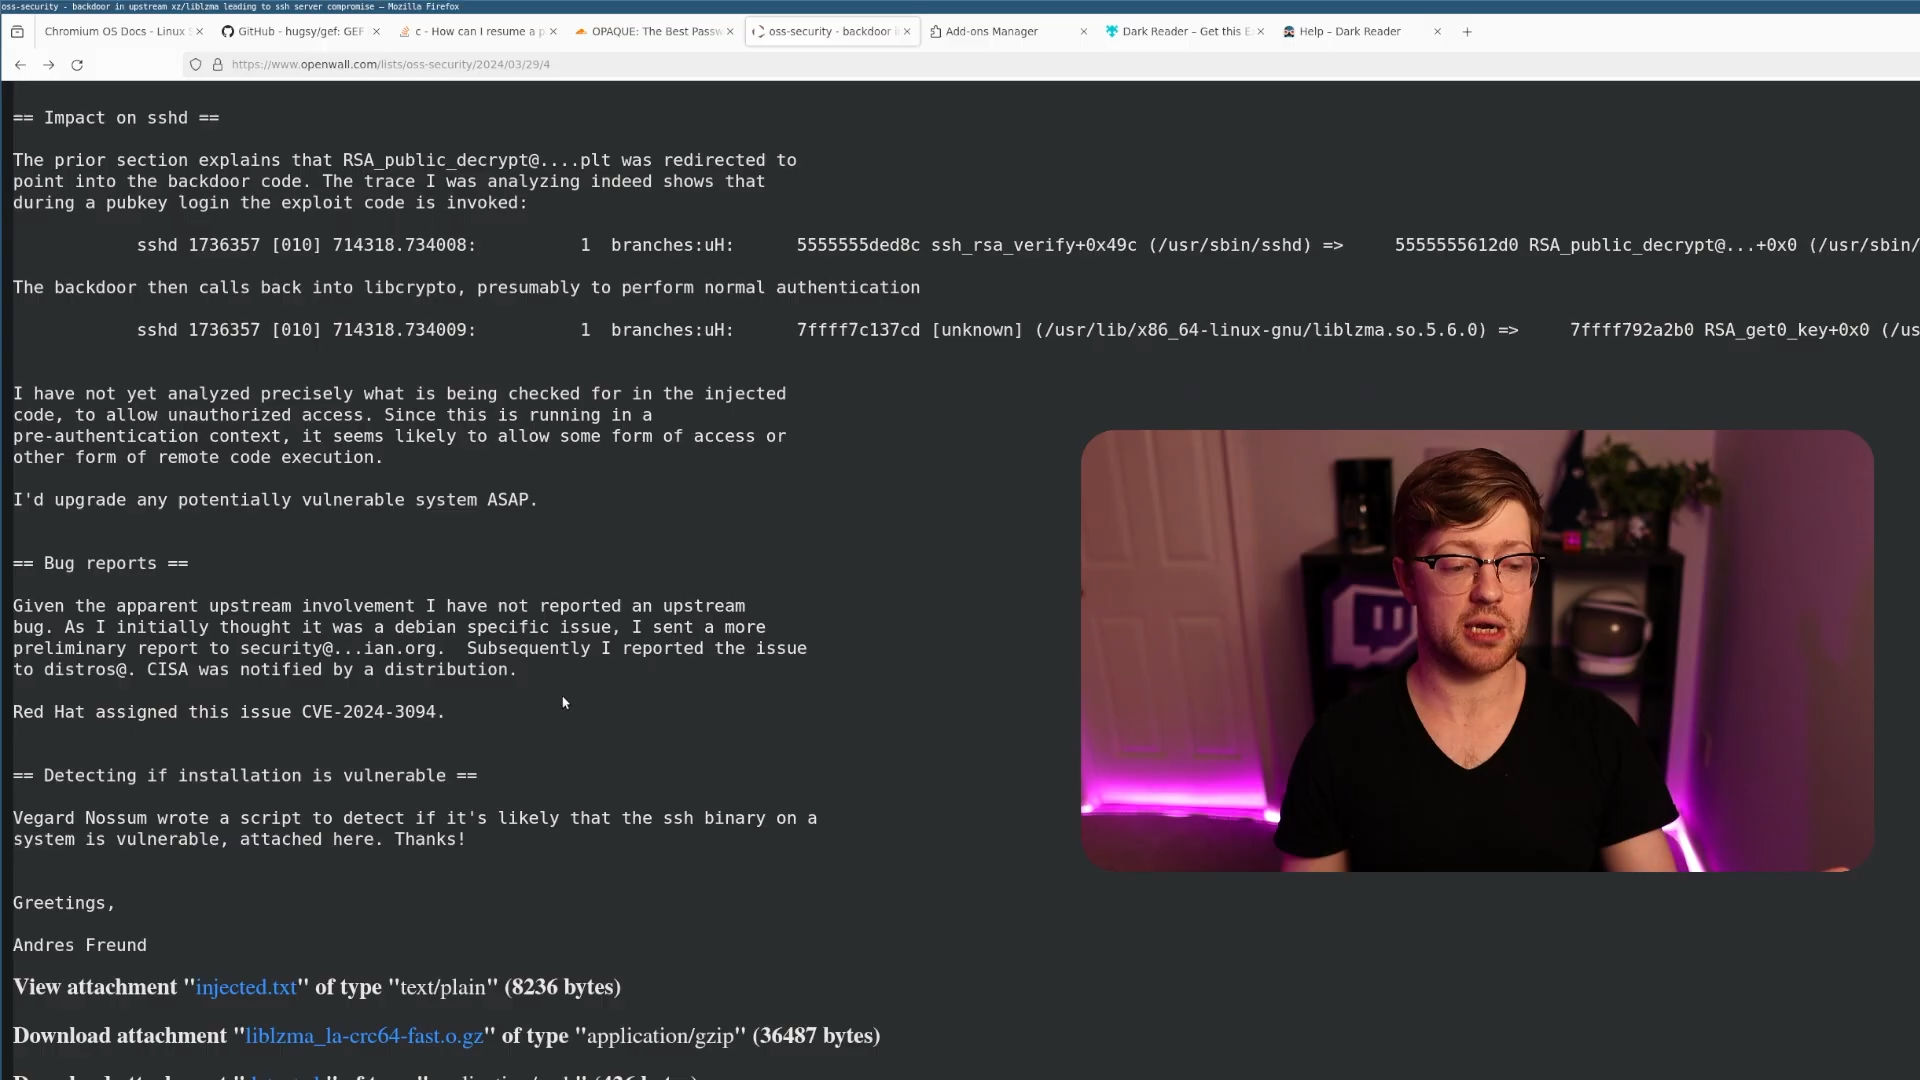 oss-security - backdoor in upstream xz/liblzma leading to ssh server compromise — Mozilla Firefox
Chromium OS Docs - Linux
GitHub - hugsy/gef: GEF
c - How can I resume a p
OPAQUE: The Best Passw
oss-security - backdoor i
Add-ons Manager
Dark Reader – Get this E
Help – Dark Reader
https://www.openwall.com/lists/oss-security/2024/03/29/4
== Impact on sshd ==
The prior section explains that RSA_public_decrypt@....plt was redirected to
point into the backdoor code. The trace I was analyzing indeed shows that
during a pubkey login the exploit code is invoked:
sshd 1736357 [010] 714318.734008: 1 branches:uH: 5555555ded8c ssh_rsa_verify+0x49c (/usr/sbin/sshd) => 5555555612d0 RSA_public_decrypt@...+0x0 (/usr/sbin/
The backdoor then calls back into libcrypto, presumably to perform normal authentication
sshd 1736357 [010] 714318.734009: 1 branches:uH: 7ffff7c137cd [unknown] (/usr/lib/x86_64-linux-gnu/liblzma.so.5.6.0) => 7ffff792a2b0 RSA_get0_key+0x0 (/us
I have not yet analyzed precisely what is being checked for in the injected
code, to allow unauthorized access. Since this is running in a
pre-authentication context, it seems likely to allow some form of access or
other form of remote code execution.
I'd upgrade any potentially vulnerable system ASAP.
== Bug reports ==
Given the apparent upstream involvement I have not reported an upstream
bug. As I initially thought it was a debian specific issue, I sent a more
preliminary report to security@...ian.org. Subsequently I reported the issue
to distros@. CISA was notified by a distribution.
Red Hat assigned this issue CVE-2024-3094.
== Detecting if installation is vulnerable ==
Vegard Nossum wrote a script to detect if it's likely that the ssh binary on a
system is vulnerable, attached here. Thanks!
Greetings,
Andres Freund
View attachment "injected.txt" of type "text/plain" (8236 bytes)
Download attachment "liblzma_la-crc64-fast.o.gz" of type "application/gzip" (36487 bytes)